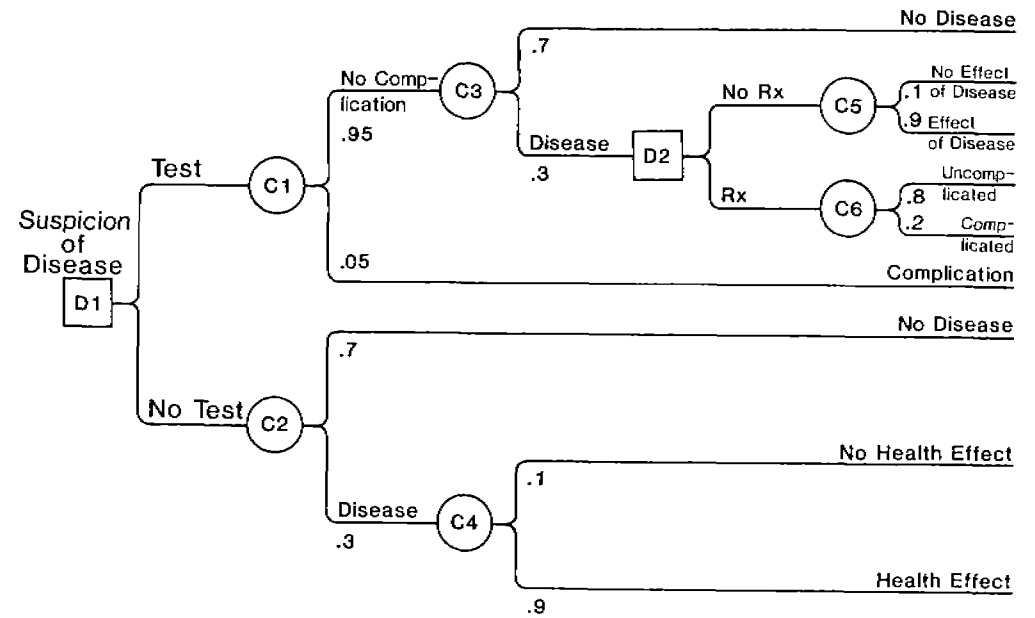 No Disease
.7
No Comp-
lication
.95
C3
No Rx
C5
No Effect
.1 of Disease
.9 Effect
of Disease
Disease
.3
D2
Test
C1
Rx
C6
Uncomp-
.8 licated
.2 Comp-
licated
Suspicion
of
Disease
D1
.05
Complication
No Disease
.7
No Test
C2
No Health Effect
.1
Disease
.3
C4
Health Effect
.9